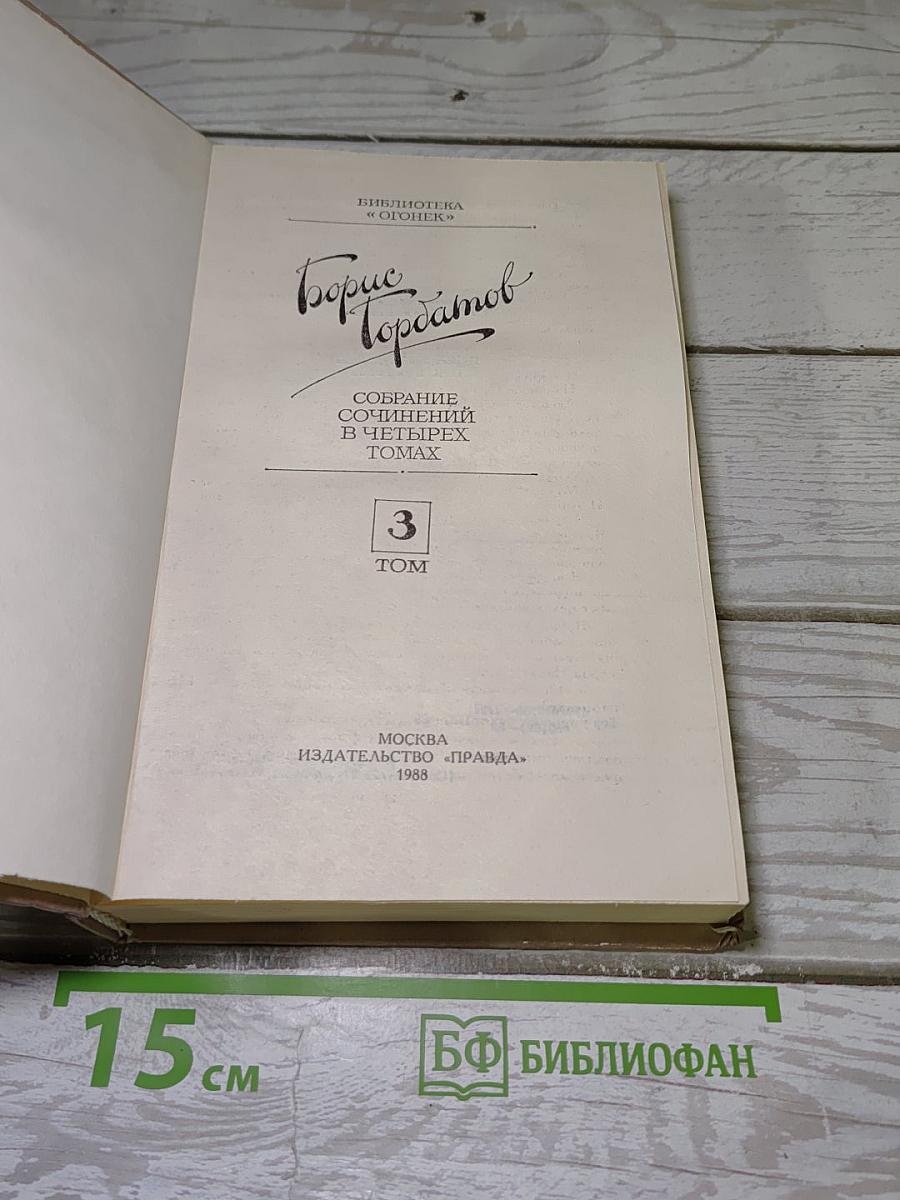 БИБЛИОТЕКА
«ОГОНЕК»
Борис
Горбатов
СОБРАНИЕ
СОЧИНЕНИЙ
В ЧЕТЫРЕХ
ТОМАХ
3
ТОМ
МОСКВА
ИЗДАТЕЛЬСТВО «ПРАВДА»
1988
15 см
БФ БИБЛИОФАН